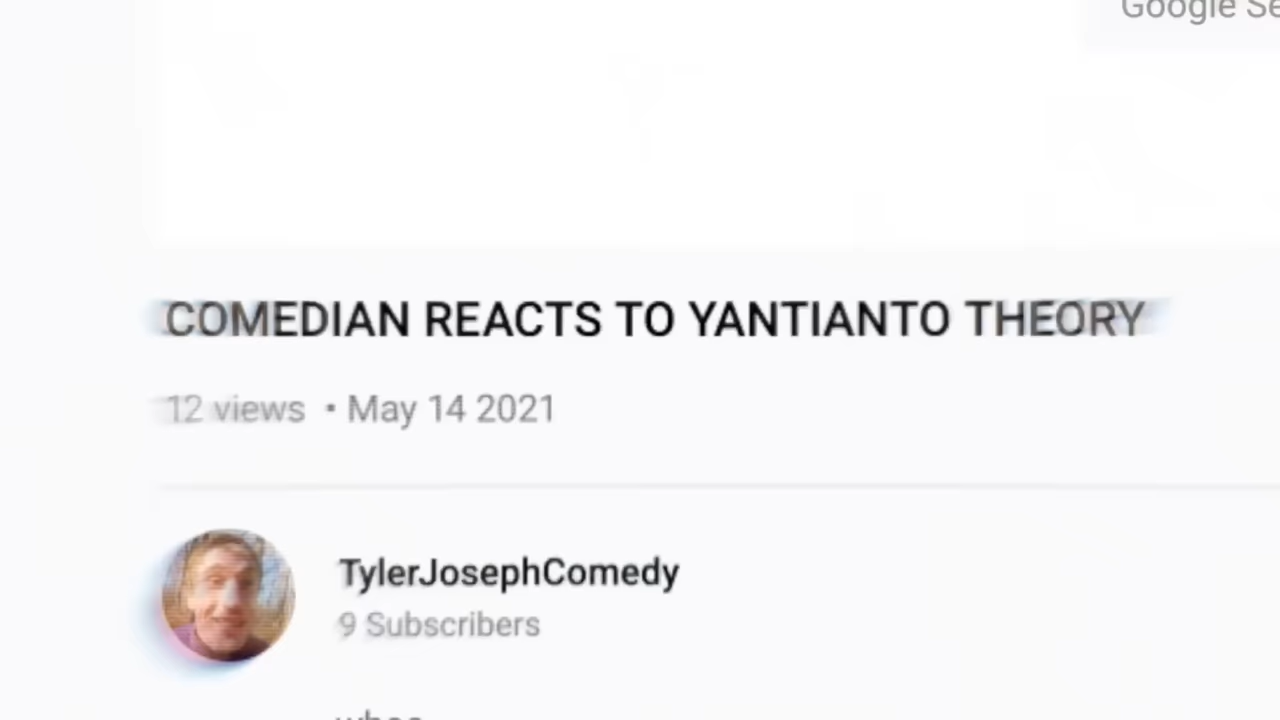 Google Se
COMEDIAN REACTS TO YANTIANTO THEORY
12 views • May 14 2021
TylerJosephComedy
9 Subscribers